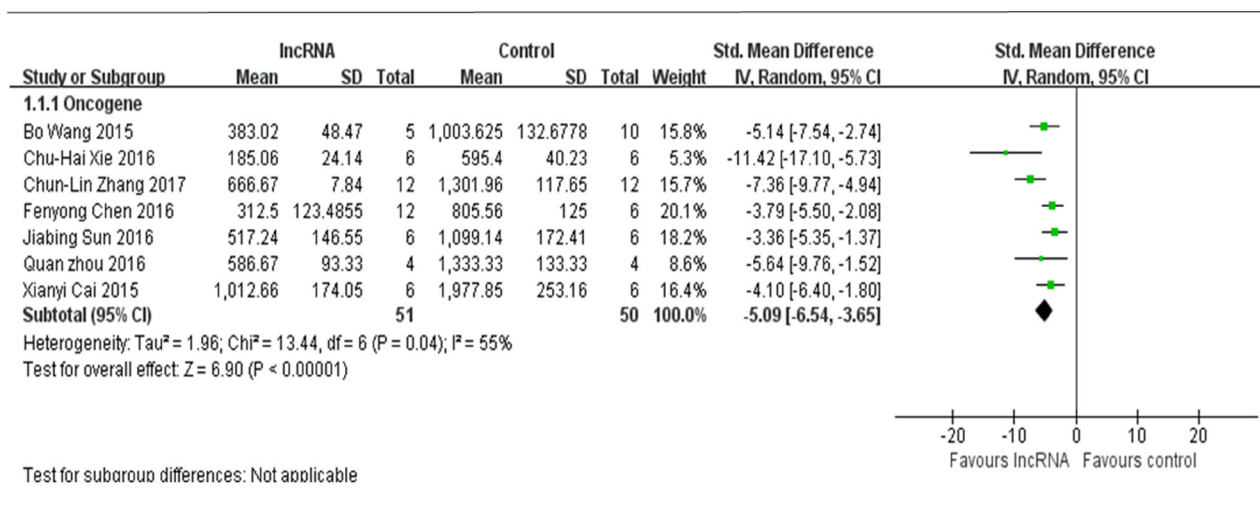 lncRNA Control Std. Mean Difference Std. Mean Difference
Study or Subgroup Mean SD Total Mean SD Total Weight IV, Random, 95% CI IV, Random, 95% CI
1.1.1 Oncogene
Bo Wang 2015 383.02 48.47 5 1,003.625 132.6778 10 15.8% -5.14 [-7.54, -2.74]
Chu-Hai Xie 2016 185.06 24.14 6 595.4 40.23 6 5.3% -11.42 [-17.10, -5.73]
Chun-Lin Zhang 2017 666.67 7.84 12 1,301.96 117.65 12 15.7% -7.36 [-9.77, -4.94]
Fenyong Chen 2016 312.5 123.4855 12 805.56 125 6 20.1% -3.79 [-5.50, -2.08]
Jiabing Sun 2016 517.24 146.55 6 1,099.14 172.41 6 18.2% -3.36 [-5.35, -1.37]
Quan zhou 2016 586.67 93.33 4 1,333.33 133.33 4 8.6% -5.64 [-9.76, -1.52]
Xianyi Cai 2015 1,012.66 174.05 6 1,977.85 253.16 6 16.4% -4.10 [-6.40, -1.80]
Subtotal (95% CI) 51 50 100.0% -5.09 [-6.54, -3.65]
Heterogeneity: Tau² = 1.96; Chi² = 13.44, df = 6 (P = 0.04); I² = 55%
Test for overall effect: Z = 6.90 (P < 0.00001)
-20 -10 0 10 20
Favours lncRNA Favours control
Test for subgroup differences: Not applicable